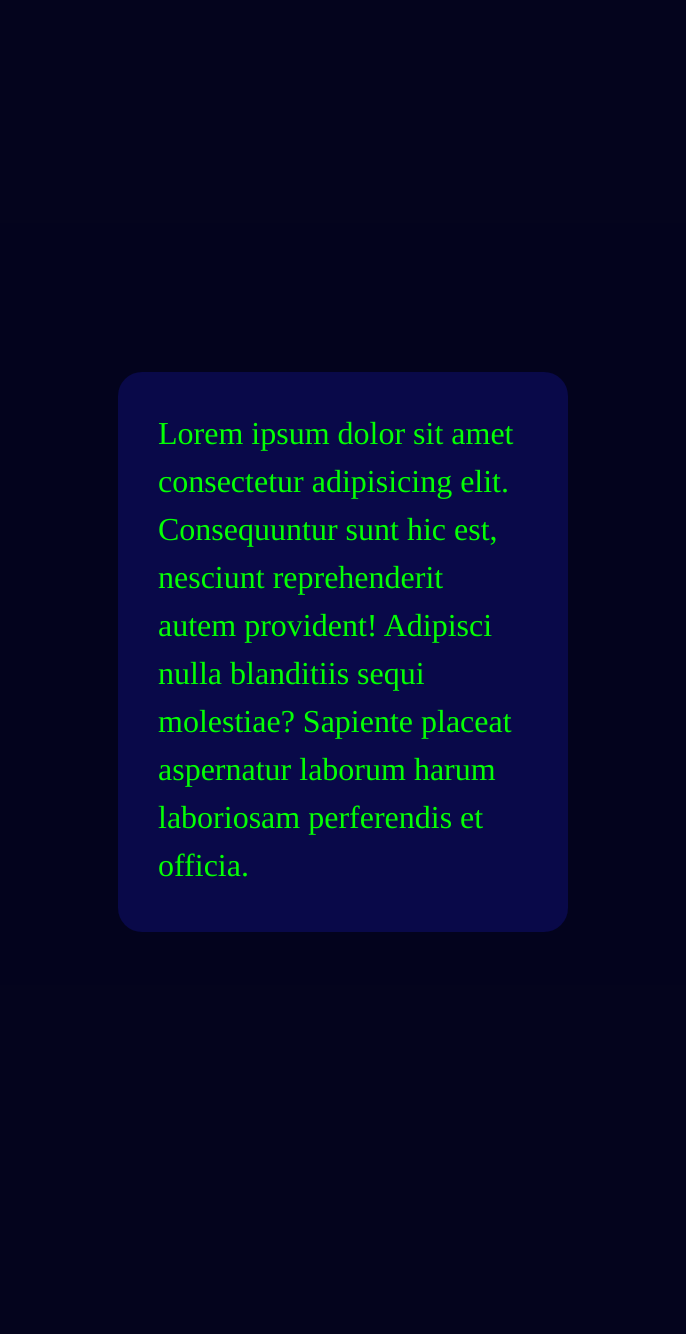 Lorem ipsum dolor sit amet
consectetur adipisicing elit.
Consequuntur sunt hic est,
nesciunt reprehenderit
autem provident! Adipisci
nulla blanditiis sequi
molestiae? Sapiente placeat
aspernatur laborum harum
laboriosam perferendis et
officia.